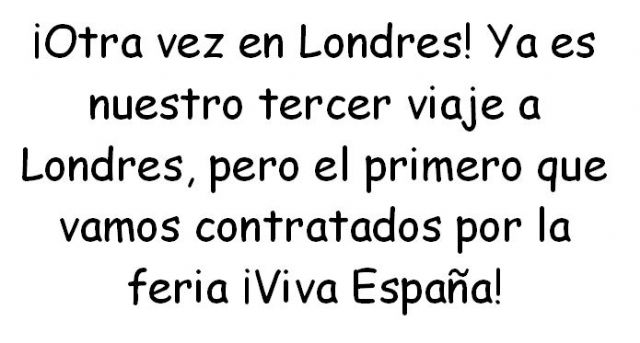 ¡Otra vez en Londres! Ya es
nuestro tercer viaje a
Londres, pero el primero que
vamos contratados por la
feria ¡Viva España!